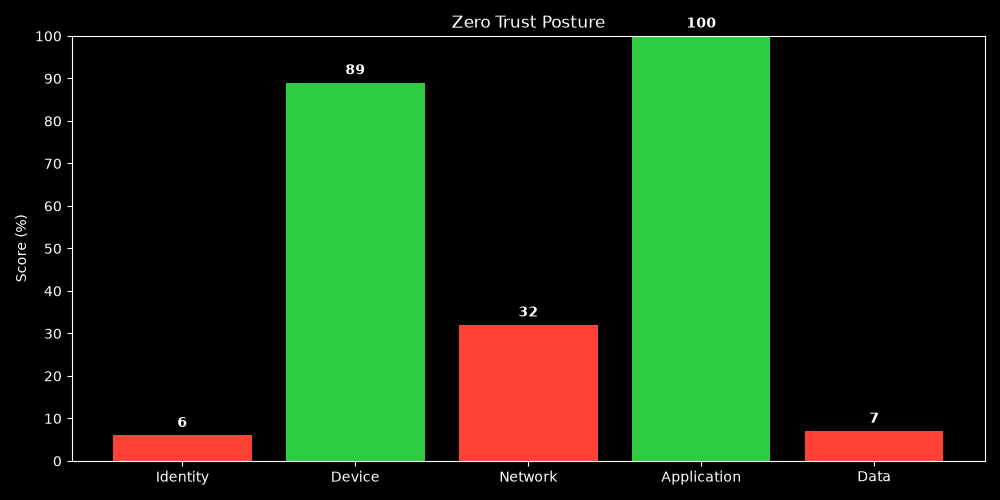 Zero Trust Posture
100
89
32
6
7
Score (%)
100
90
80
70
60
50
40
30
20
10
0
Identity
Device
Network
Application
Data